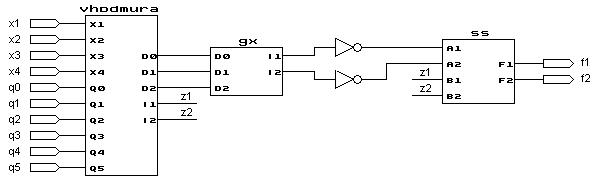 vhodmura
gx
ss
x1 X1
x2 X2
x3 X3 D0 D0 I1 A1 F1 f1
x4 X4 D1 D1 I2 A2 F2 f2
q0 Q0 D2 D2 z1 B1
q1 Q1 I1 z1 z2 B2
q2 Q2 I2 z2
q3 Q3
q4 Q4
q5 Q5